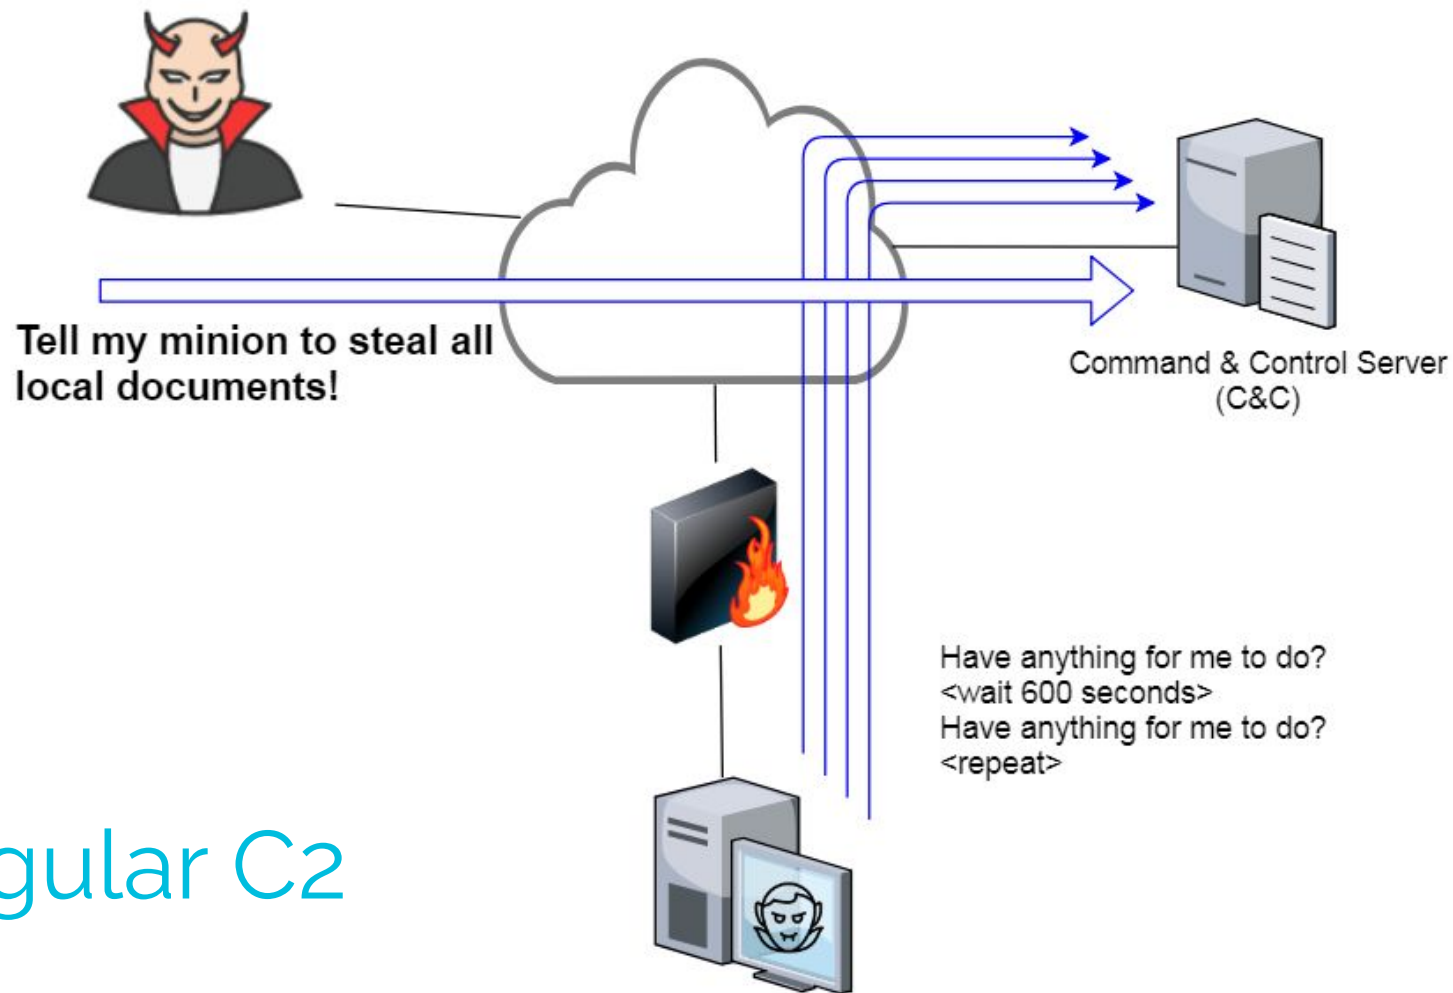 Tell my minion to steal all
local documents!
Command & Control Server
(C&C)
Have anything for me to do?
<wait 600 seconds>
Have anything for me to do?
<repeat>
gular C2